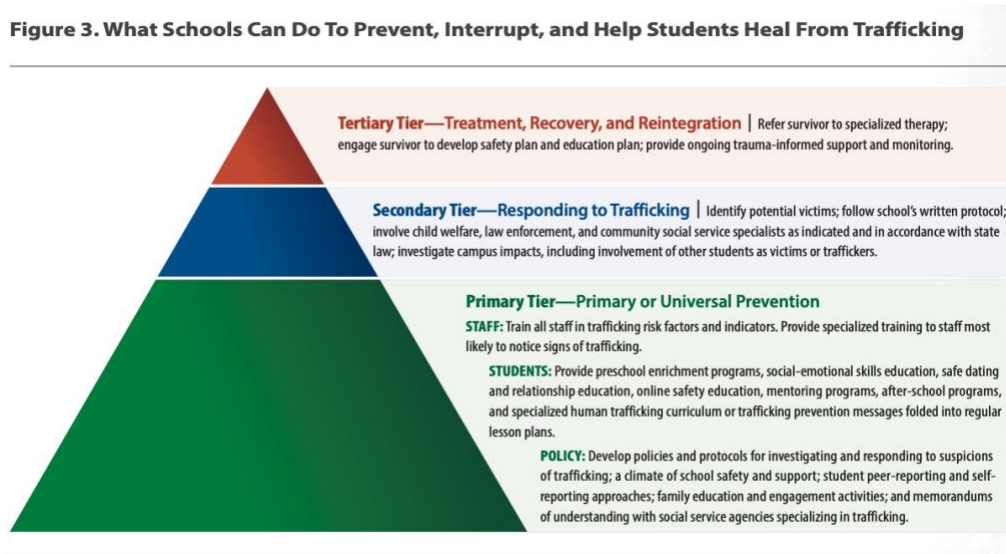 Figure 3. What Schools Can Do To Prevent, Interrupt, and Help Students Heal From Trafficking
Tertiary Tier—Treatment, Recovery, and Reintegration | Refer survivor to specialized therapy;
engage survivor to develop safety plan and education plan; provide ongoing trauma-informed support and monitoring.
Secondary Tier—Responding to Trafficking | Identify potential victims; follow school's written protocol;
involve child welfare, law enforcement, and community social service specialists as indicated and in accordance with state
law; investigate campus impacts, including involvement of other students as victims or traffickers.
Primary Tier—Primary or Universal Prevention
STAFF: Train all staff in trafficking risk factors and indicators. Provide specialized training to staff most
likely to notice signs of trafficking.
STUDENTS: Provide preschool enrichment programs, social-emotional skills education, safe dating
and relationship education, online safety education, mentoring programs, after-school programs,
and specialized human trafficking curriculum or trafficking prevention messages folded into regular
lesson plans.
POLICY: Develop policies and protocols for investigating and responding to suspicions
of trafficking; a climate of school safety and support; student peer-reporting and self-
reporting approaches; family education and engagement activities; and memorandums
of understanding with social service agencies specializing in trafficking.